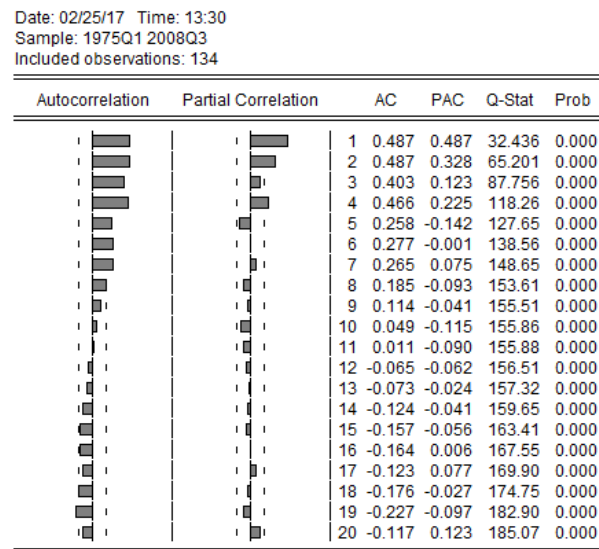 Date: 02/25/17 Time: 13:30
Sample: 1975Q1 2008Q3
Included observations: 134
Autocorrelation Partial Correlation AC PAC Q-Stat Prob
1 0.487 0.487 32.436 0.000
2 0.487 0.328 65.201 0.000
3 0.403 0.123 87.756 0.000
4 0.466 0.225 118.26 0.000
5 0.258 -0.142 127.65 0.000
6 0.277 -0.001 138.56 0.000
7 0.265 0.075 148.65 0.000
8 0.185 -0.093 153.61 0.000
9 0.114 -0.041 155.51 0.000
10 0.049 -0.115 155.86 0.000
11 0.011 -0.090 155.88 0.000
12 -0.065 -0.062 156.51 0.000
13 -0.073 -0.024 157.32 0.000
14 -0.124 -0.041 159.65 0.000
15 -0.157 -0.056 163.41 0.000
16 -0.164 0.006 167.55 0.000
17 -0.123 0.077 169.90 0.000
18 -0.176 -0.027 174.75 0.000
19 -0.227 -0.097 182.90 0.000
20 -0.117 0.123 185.07 0.000